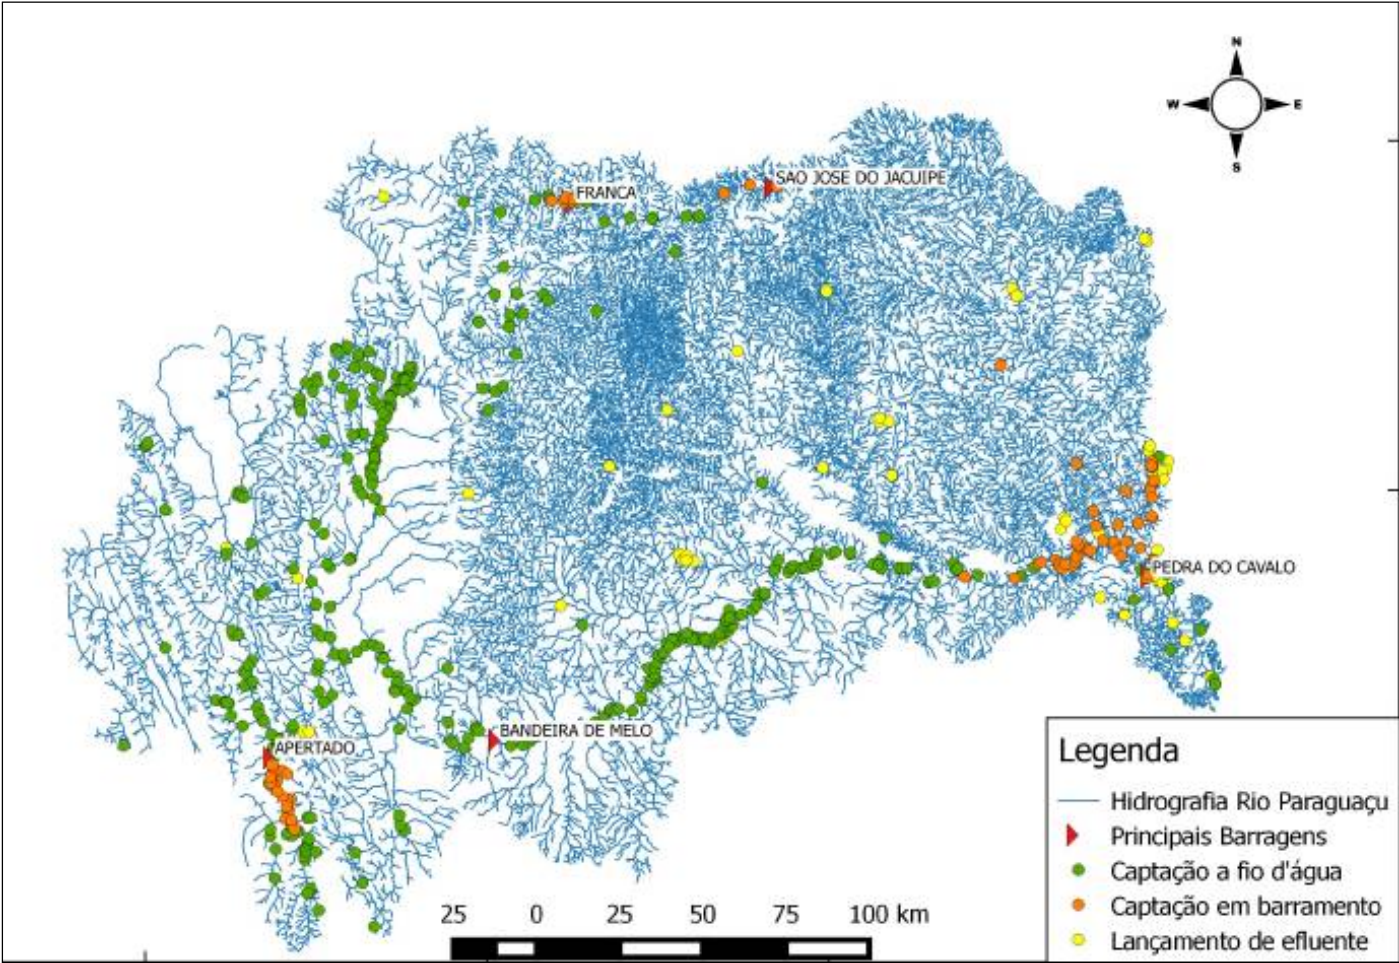 N
W
E
S
SAO JOSE DO JACUIPE
FRANCA
PEDRA DO CAVALO
BANDEIRA DE MELO
APERTADO
Legenda
Hidrografia Rio Paraguaçu
Principais Barragens
Captação a fio d'água
Captação em barramento
Lançamento de efluente
25 0 25 50 75 100 km